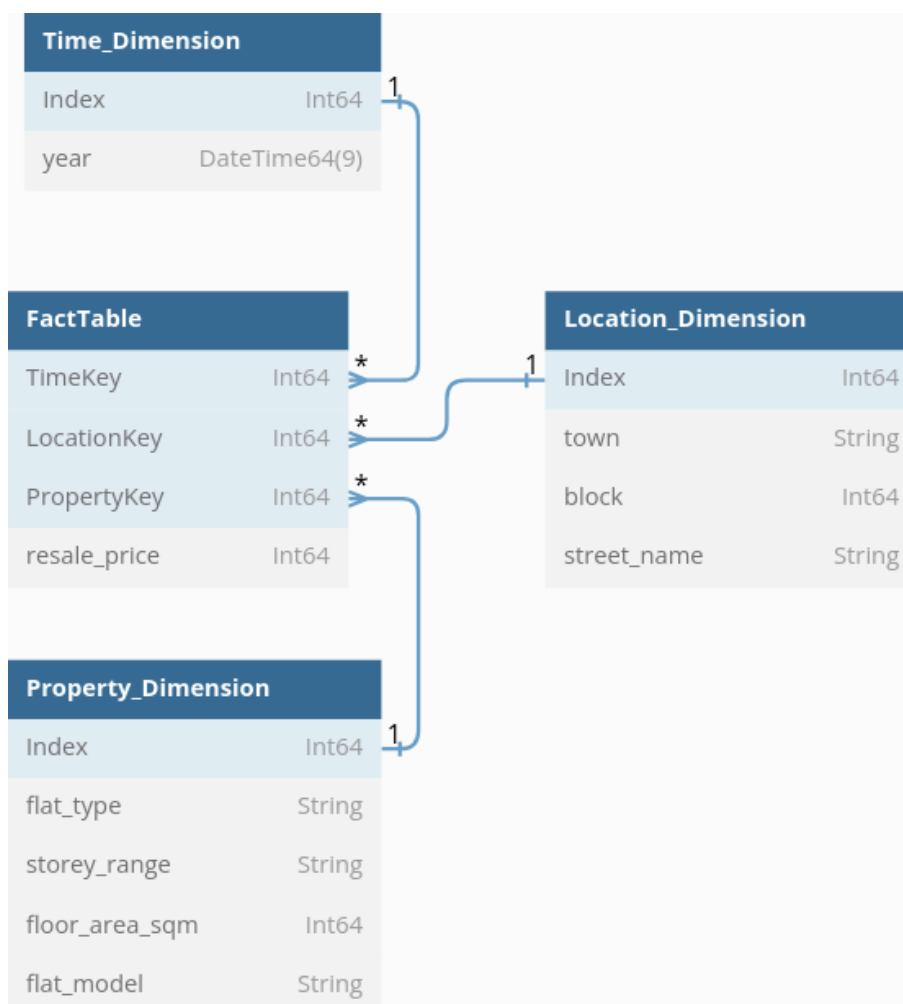 Time_Dimension
Index Int64 1
year DateTime64(9)
FactTable
TimeKey Int64 *
LocationKey Int64 *
PropertyKey Int64 *
resale_price Int64
Location_Dimension
1 Index Int64
town String
block Int64
street_name String
Property_Dimension
Index Int64 1
flat_type String
storey_range String
floor_area_sqm Int64
flat_model String